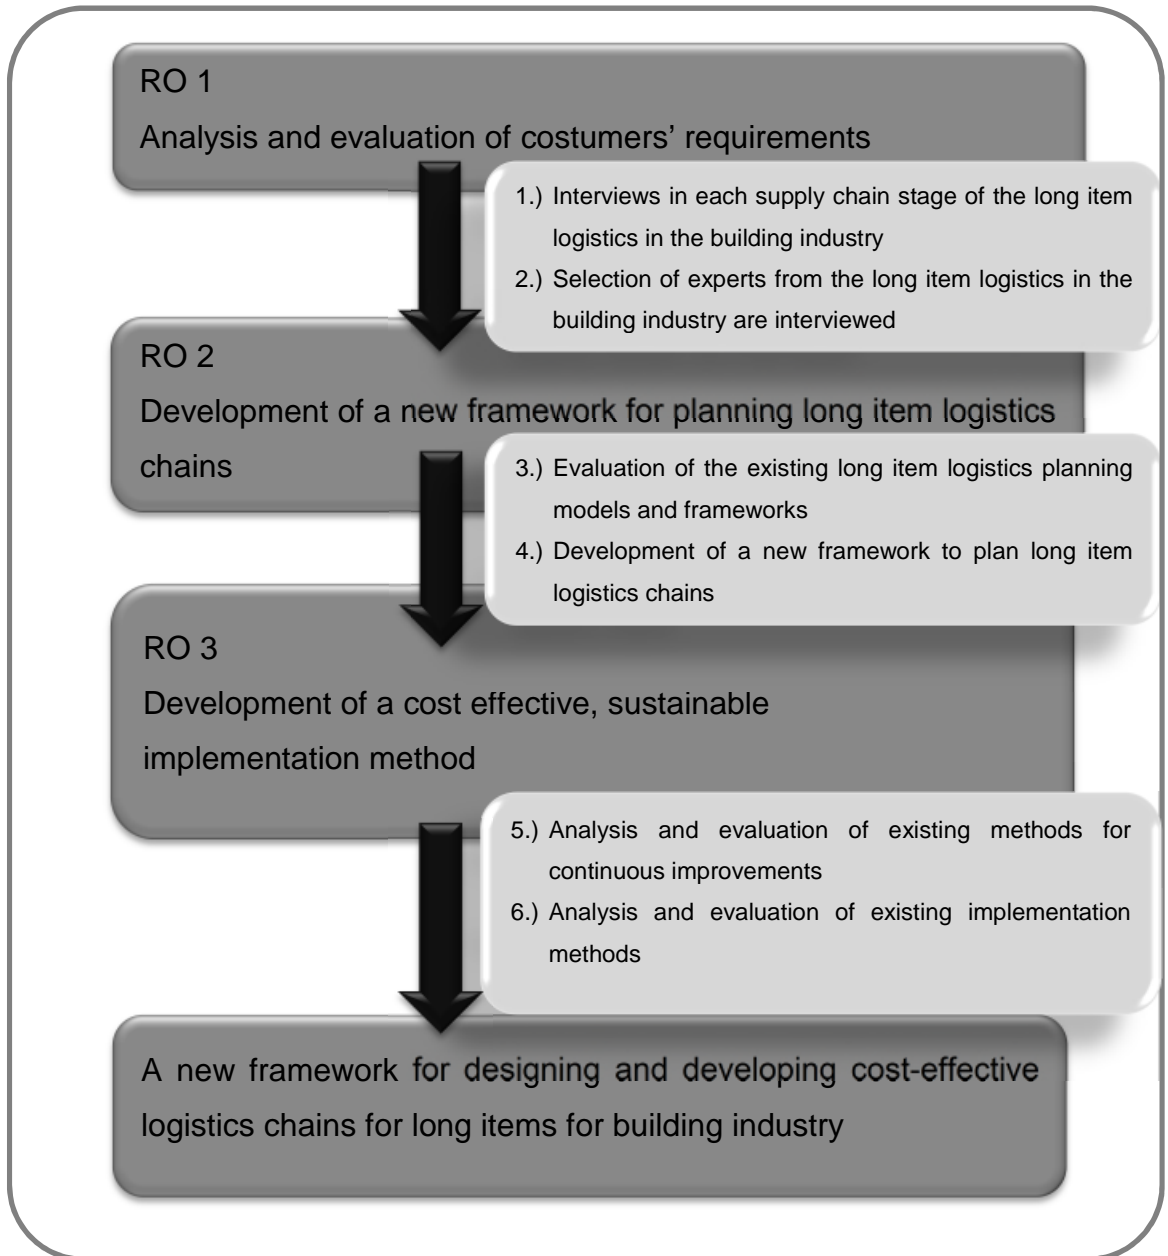 RO 1
Analysis and evaluation of costumers’ requirements
1.) Interviews in each supply chain stage of the long item
logistics in the building industry
2.) Selection of experts from the long item logistics in the
building industry are interviewed
RO 2
Development of a new framework for planning long item logistics
chains
3.) Evaluation of the existing long item logistics planning
models and frameworks
4.) Development of a new framework to plan long item
logistics chains
RO 3
Development of a cost effective, sustainable
implementation method
5.) Analysis and evaluation of existing methods for
continuous improvements
6.) Analysis and evaluation of existing implementation
methods
A new framework for designing and developing cost-effective
logistics chains for long items for building industry